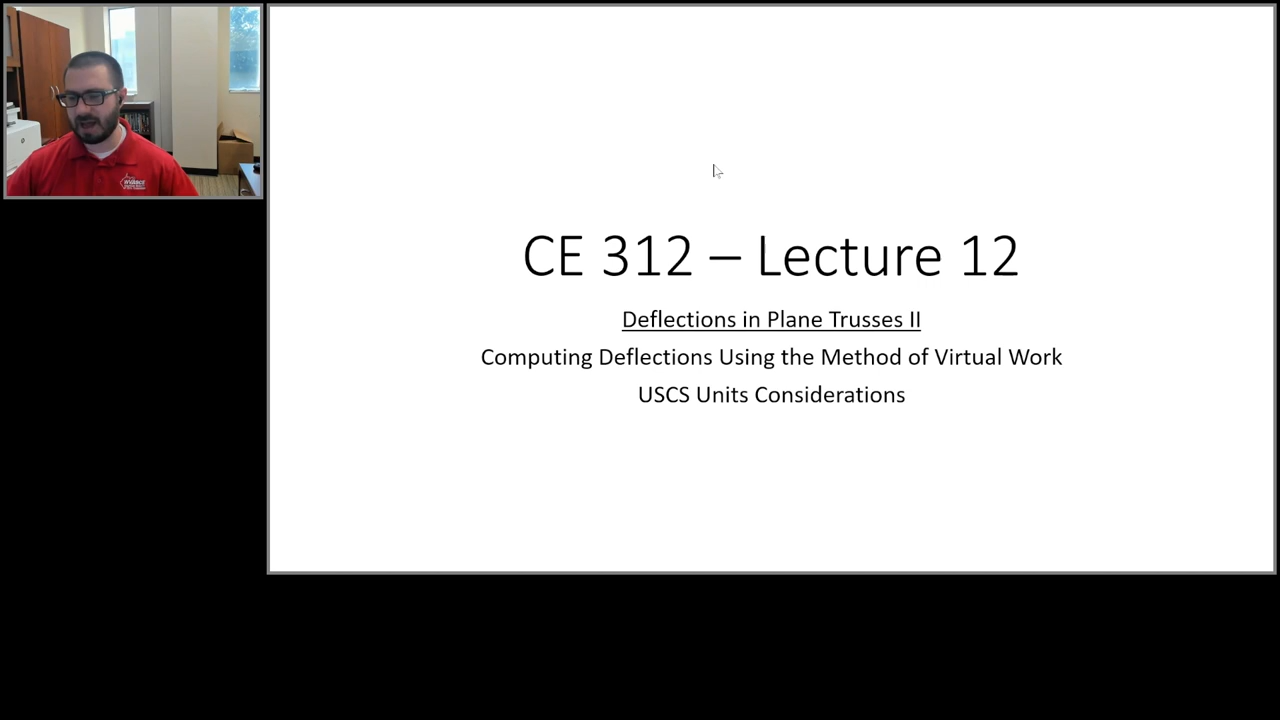 CE 312 – Lecture 12
Deflections in Plane Trusses II
Computing Deflections Using the Method of Virtual Work
USCS Units Considerations